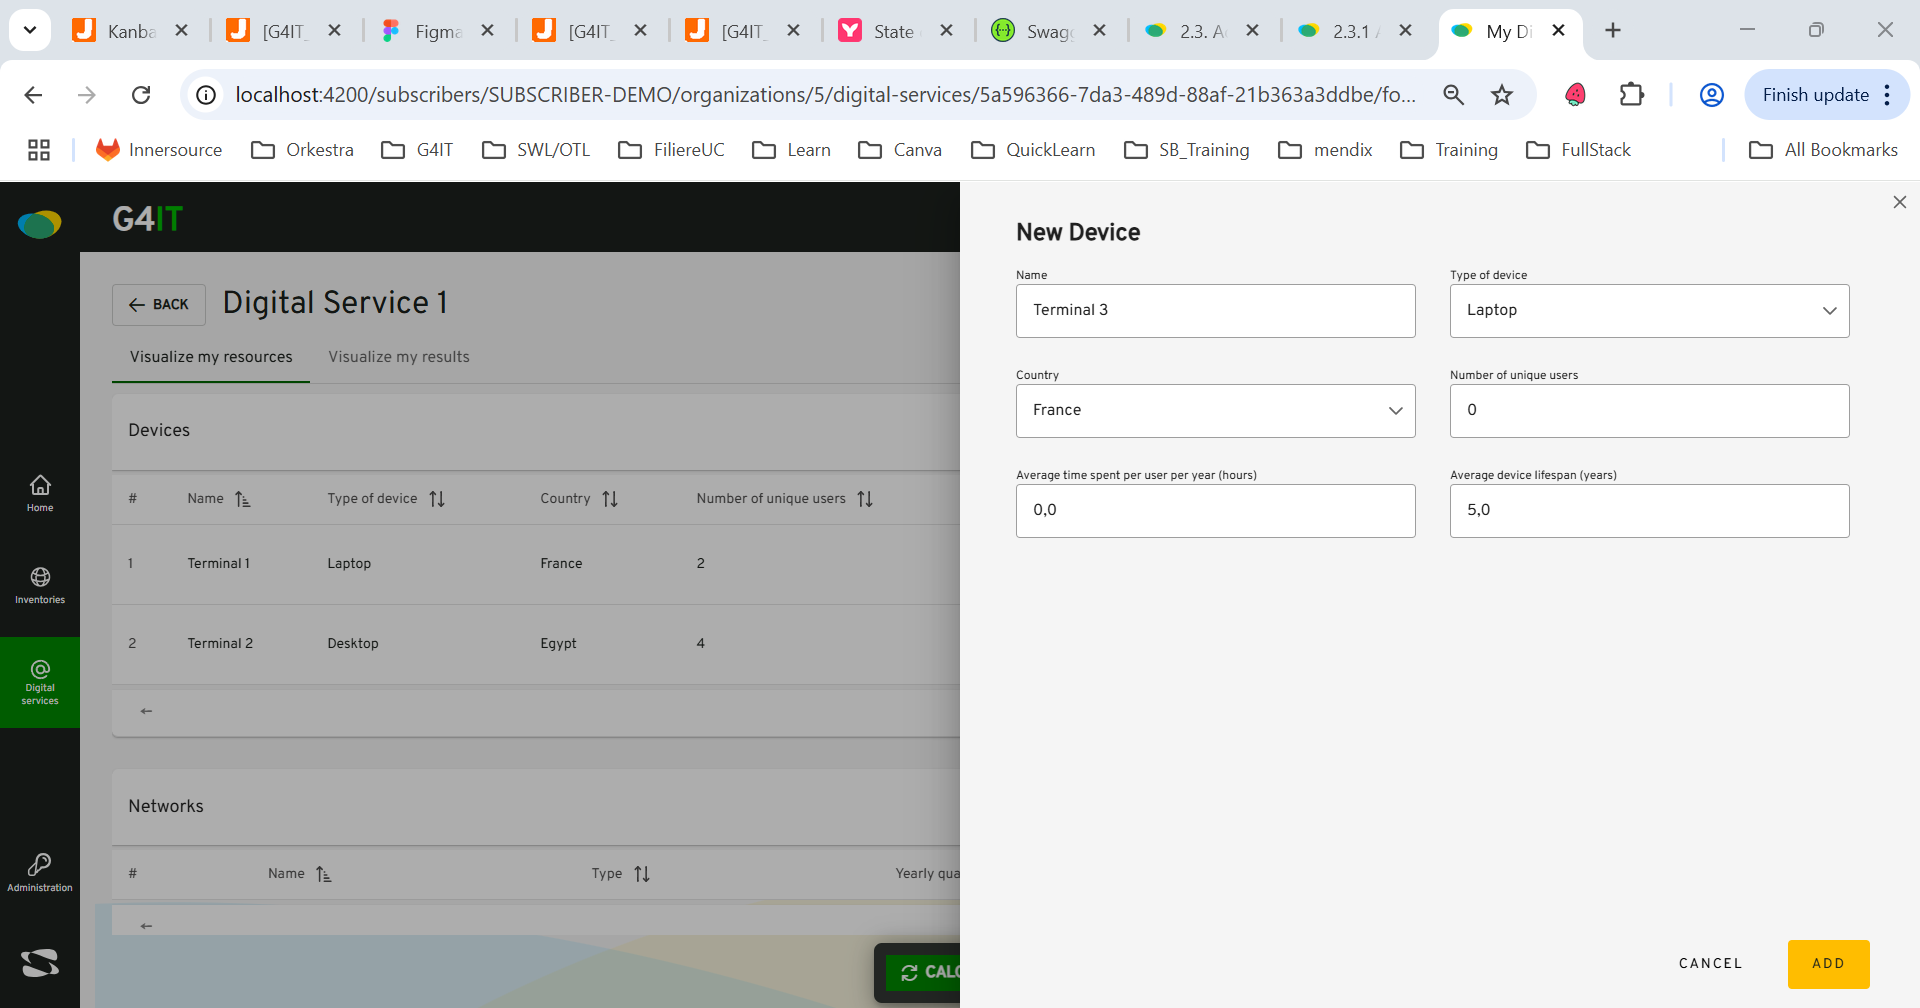 Kanba
[G4IT_
Figma
[G4IT_
[G4IT_
State
Swagg
2.3. A
2.3.1
My Di
localhost:4200/subscribers/SUBSCRIBER-DEMO/organizations/5/digital-services/5a596366-7da3-489d-88af-21b363a3ddbe/fo...
Finish update
Innersource
Orkestra
G4IT
SWL/OTL
FiliereUC
Learn
Canva
QuickLearn
SB_Training
mendix
Training
FullStack
All Bookmarks
G4IT
Home
Inventories
Digital
services
Administration
BACK
Digital Service 1
Visualize my resources
Visualize my results
Devices
# Name Type of device Country Number of unique users
1 Terminal 1 Laptop France 2
2 Terminal 2 Desktop Egypt 4
Networks
# Name Type Yearly qua
CALC
New Device
Name
Terminal 3
Type of device
Laptop
Country
France
Number of unique users
0
Average time spent per user per year (hours)
0,0
Average device lifespan (years)
5,0
CANCEL
ADD